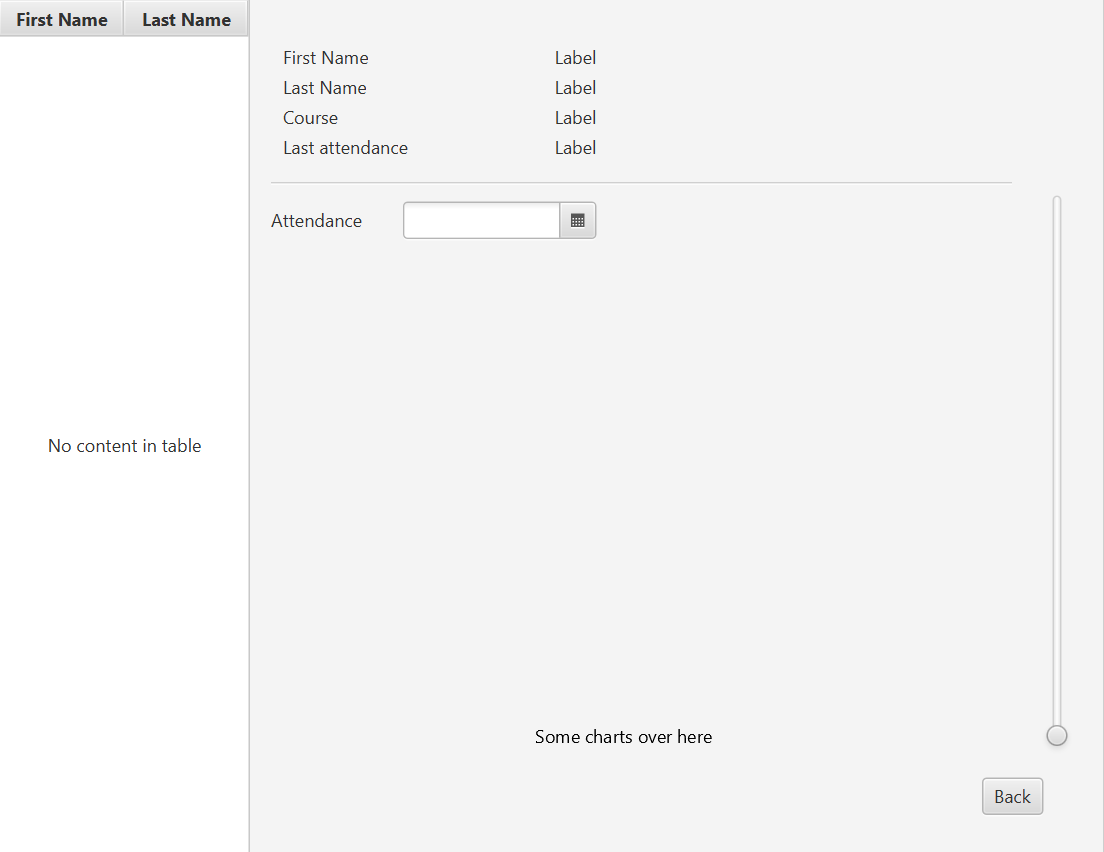 First Name Last Name
First Name Label
Last Name Label
Course Label
Last attendance Label
Attendance
No content in table
Some charts over here
Back